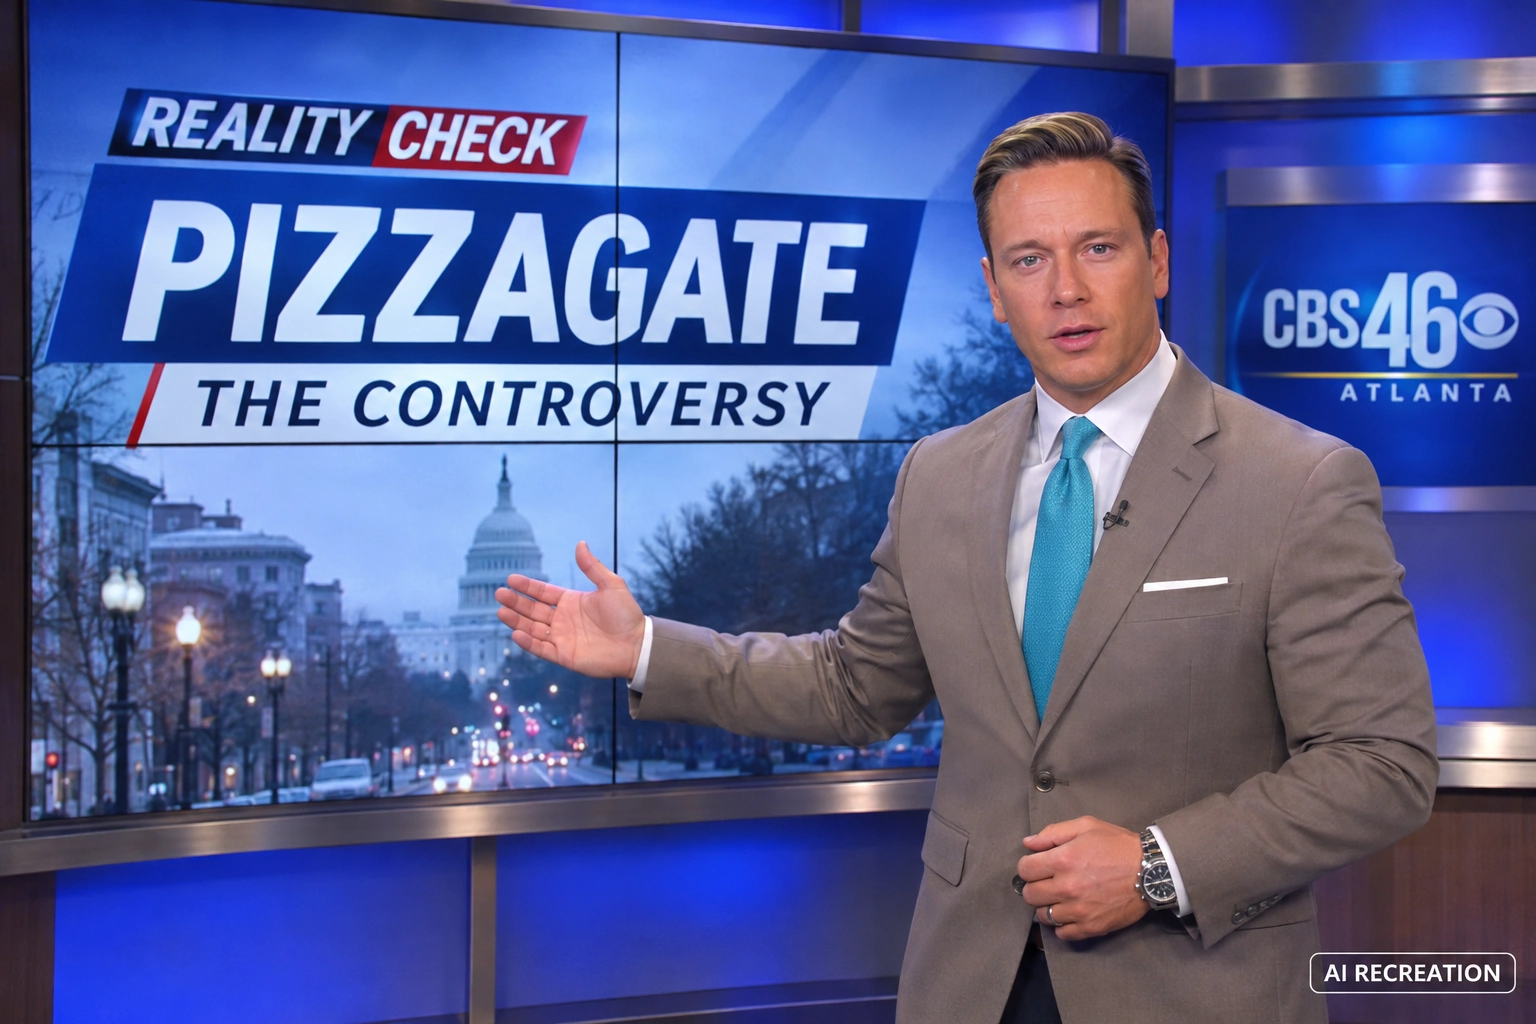 REALITY CHECK
PIZZAGATE
THE CONTROVERSY
CBS46
ATLANTA
AI RECREATION